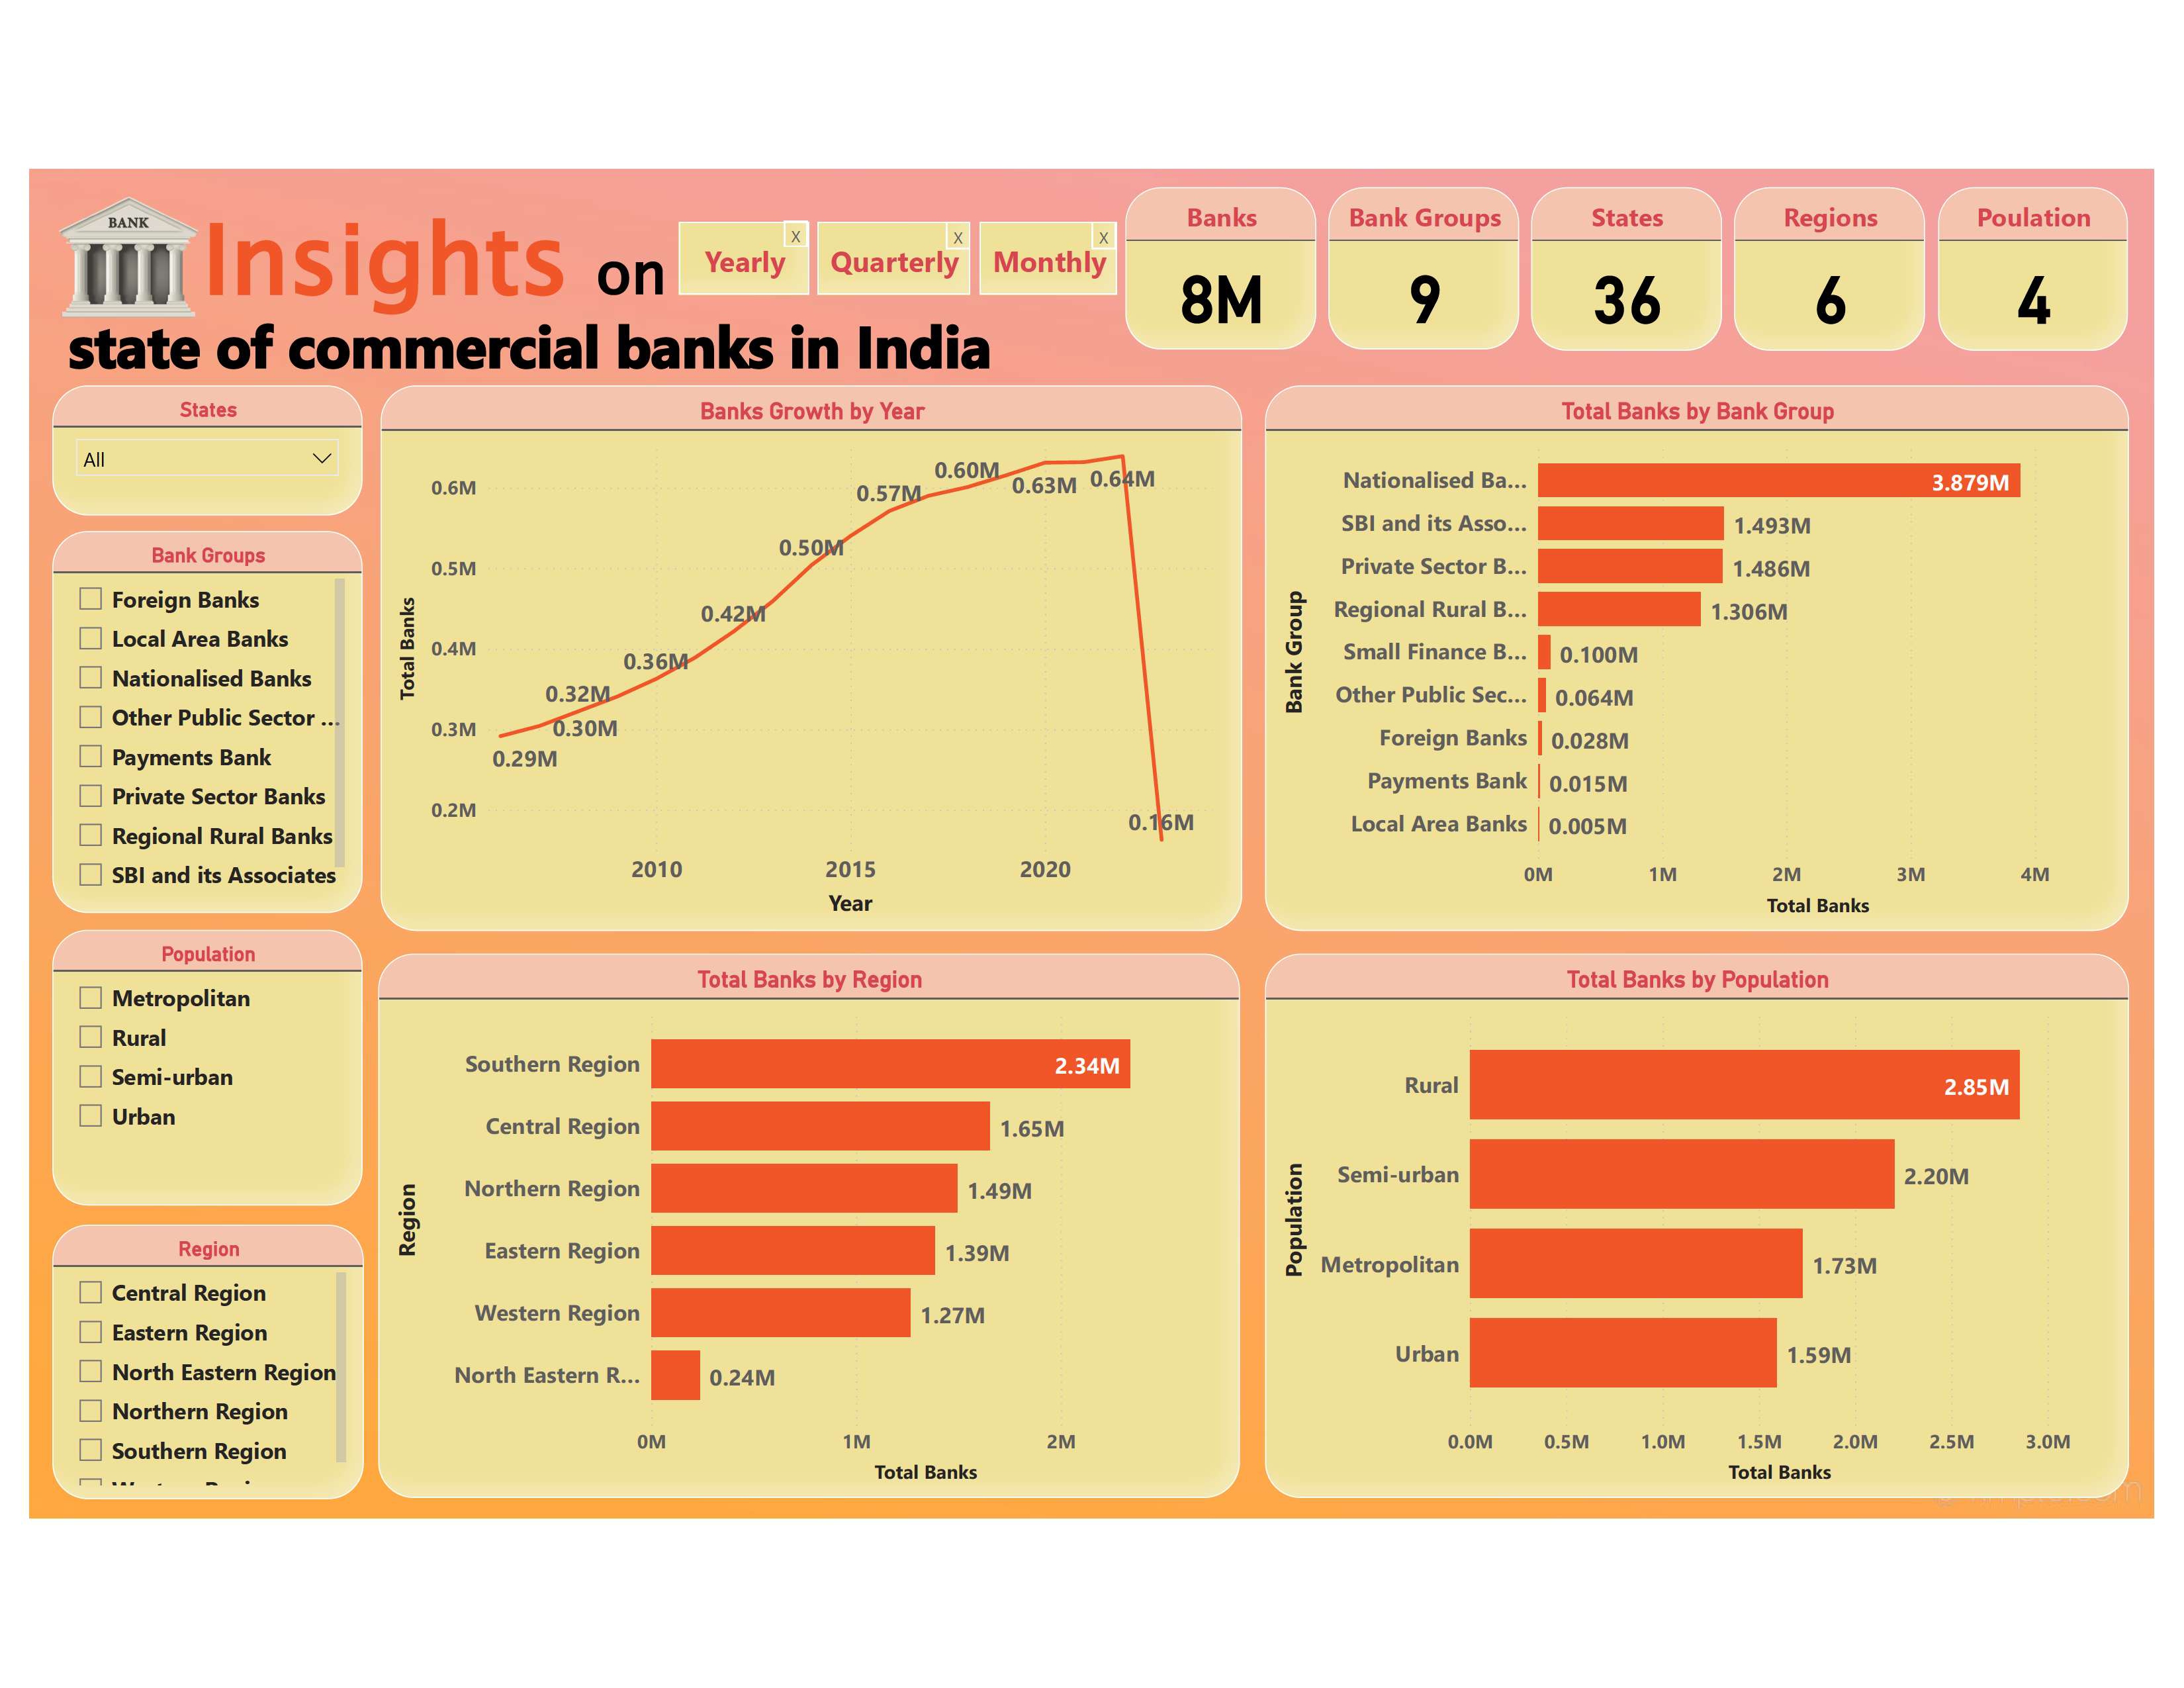 BANK
Insights on
Yearly X
Quarterly X
Monthly X
state of commercial banks in India
Banks
8M
Bank Groups
9
States
36
Regions
6
Poulation
4
States
All
Bank Groups
Foreign Banks
Local Area Banks
Nationalised Banks
Other Public Sector ...
Payments Bank
Private Sector Banks
Regional Rural Banks
SBI and its Associates
Population
Metropolitan
Rural
Semi-urban
Urban
Region
Central Region
Eastern Region
North Eastern Region
Northern Region
Southern Region
Banks Growth by Year
Total Banks
0.6M
0.5M
0.4M
0.3M
0.2M
0.29M
0.30M
0.32M
0.36M
0.42M
0.50M
0.57M
0.60M
0.63M
0.64M
0.16M
2010 2015 2020
Year
Total Banks by Bank Group
Bank Group
Nationalised Ba... 3.879M
SBI and its Asso... 1.493M
Private Sector B... 1.486M
Regional Rural B... 1.306M
Small Finance B... 0.100M
Other Public Sec... 0.064M
Foreign Banks 0.028M
Payments Bank 0.015M
Local Area Banks 0.005M
0M 1M 2M 3M 4M
Total Banks
Total Banks by Region
Region
Southern Region 2.34M
Central Region 1.65M
Northern Region 1.49M
Eastern Region 1.39M
Western Region 1.27M
North Eastern R... 0.24M
0M 1M 2M
Total Banks
Total Banks by Population
Population
Rural 2.85M
Semi-urban 2.20M
Metropolitan 1.73M
Urban 1.59M
0.0M 0.5M 1.0M 1.5M 2.0M 2.5M 3.0M
Total Banks